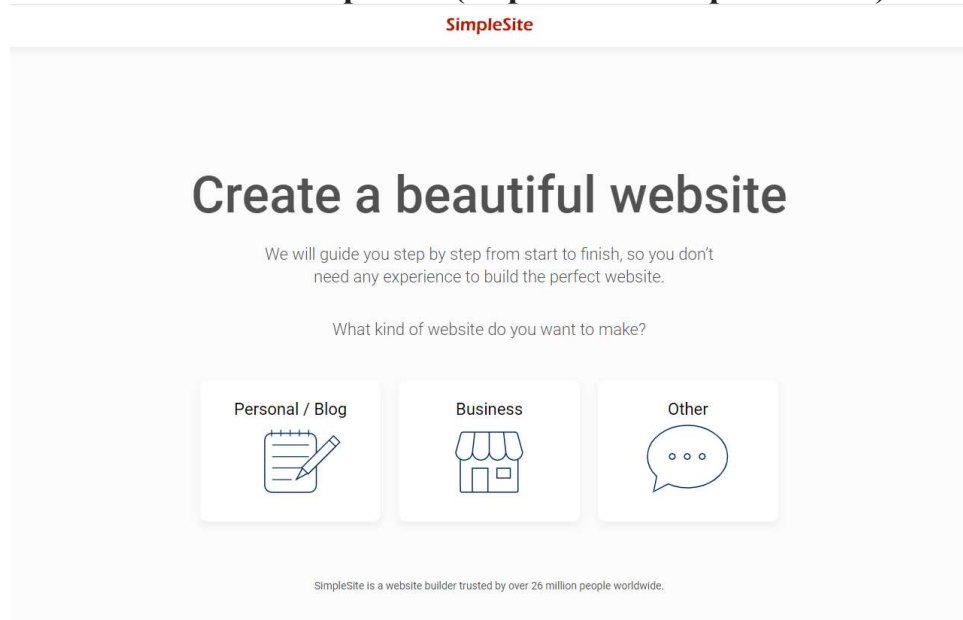 SimpleSite
Create a beautiful website
We will guide you step by step from start to finish, so you don't
need any experience to build the perfect website.
What kind of website do you want to make?
Personal / Blog
Business
Other
SimpleSite is a website builder trusted by over 26 million people worldwide.